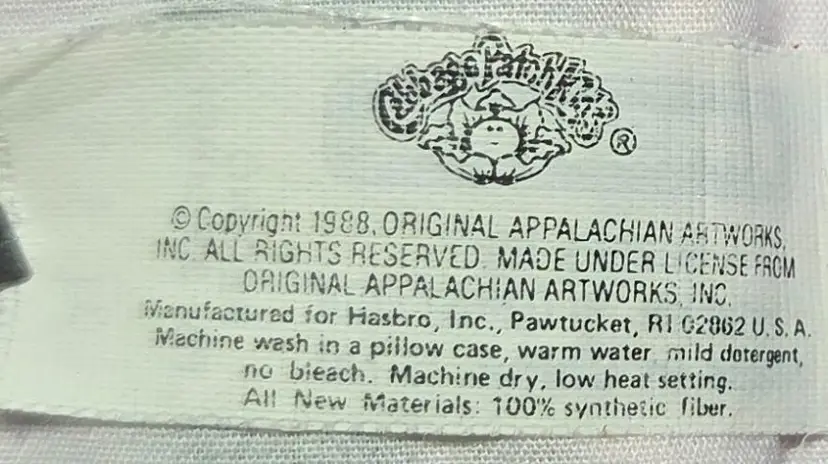 Cabbage Patch Kids ®
© Copyright 1988, ORIGINAL APPALACHIAN ARTWORKS,
INC. ALL RIGHTS RESERVED. MADE UNDER LICENSE FROM
ORIGINAL APPALACHIAN ARTWORKS, INC.
Manufactured for Hasbro, Inc., Pawtucket, RI 02862 U.S.A.
Machine wash in a pillow case, warm water, mild detergent,
no bleach. Machine dry, low heat setting.
All New Materials: 100% synthetic fiber.